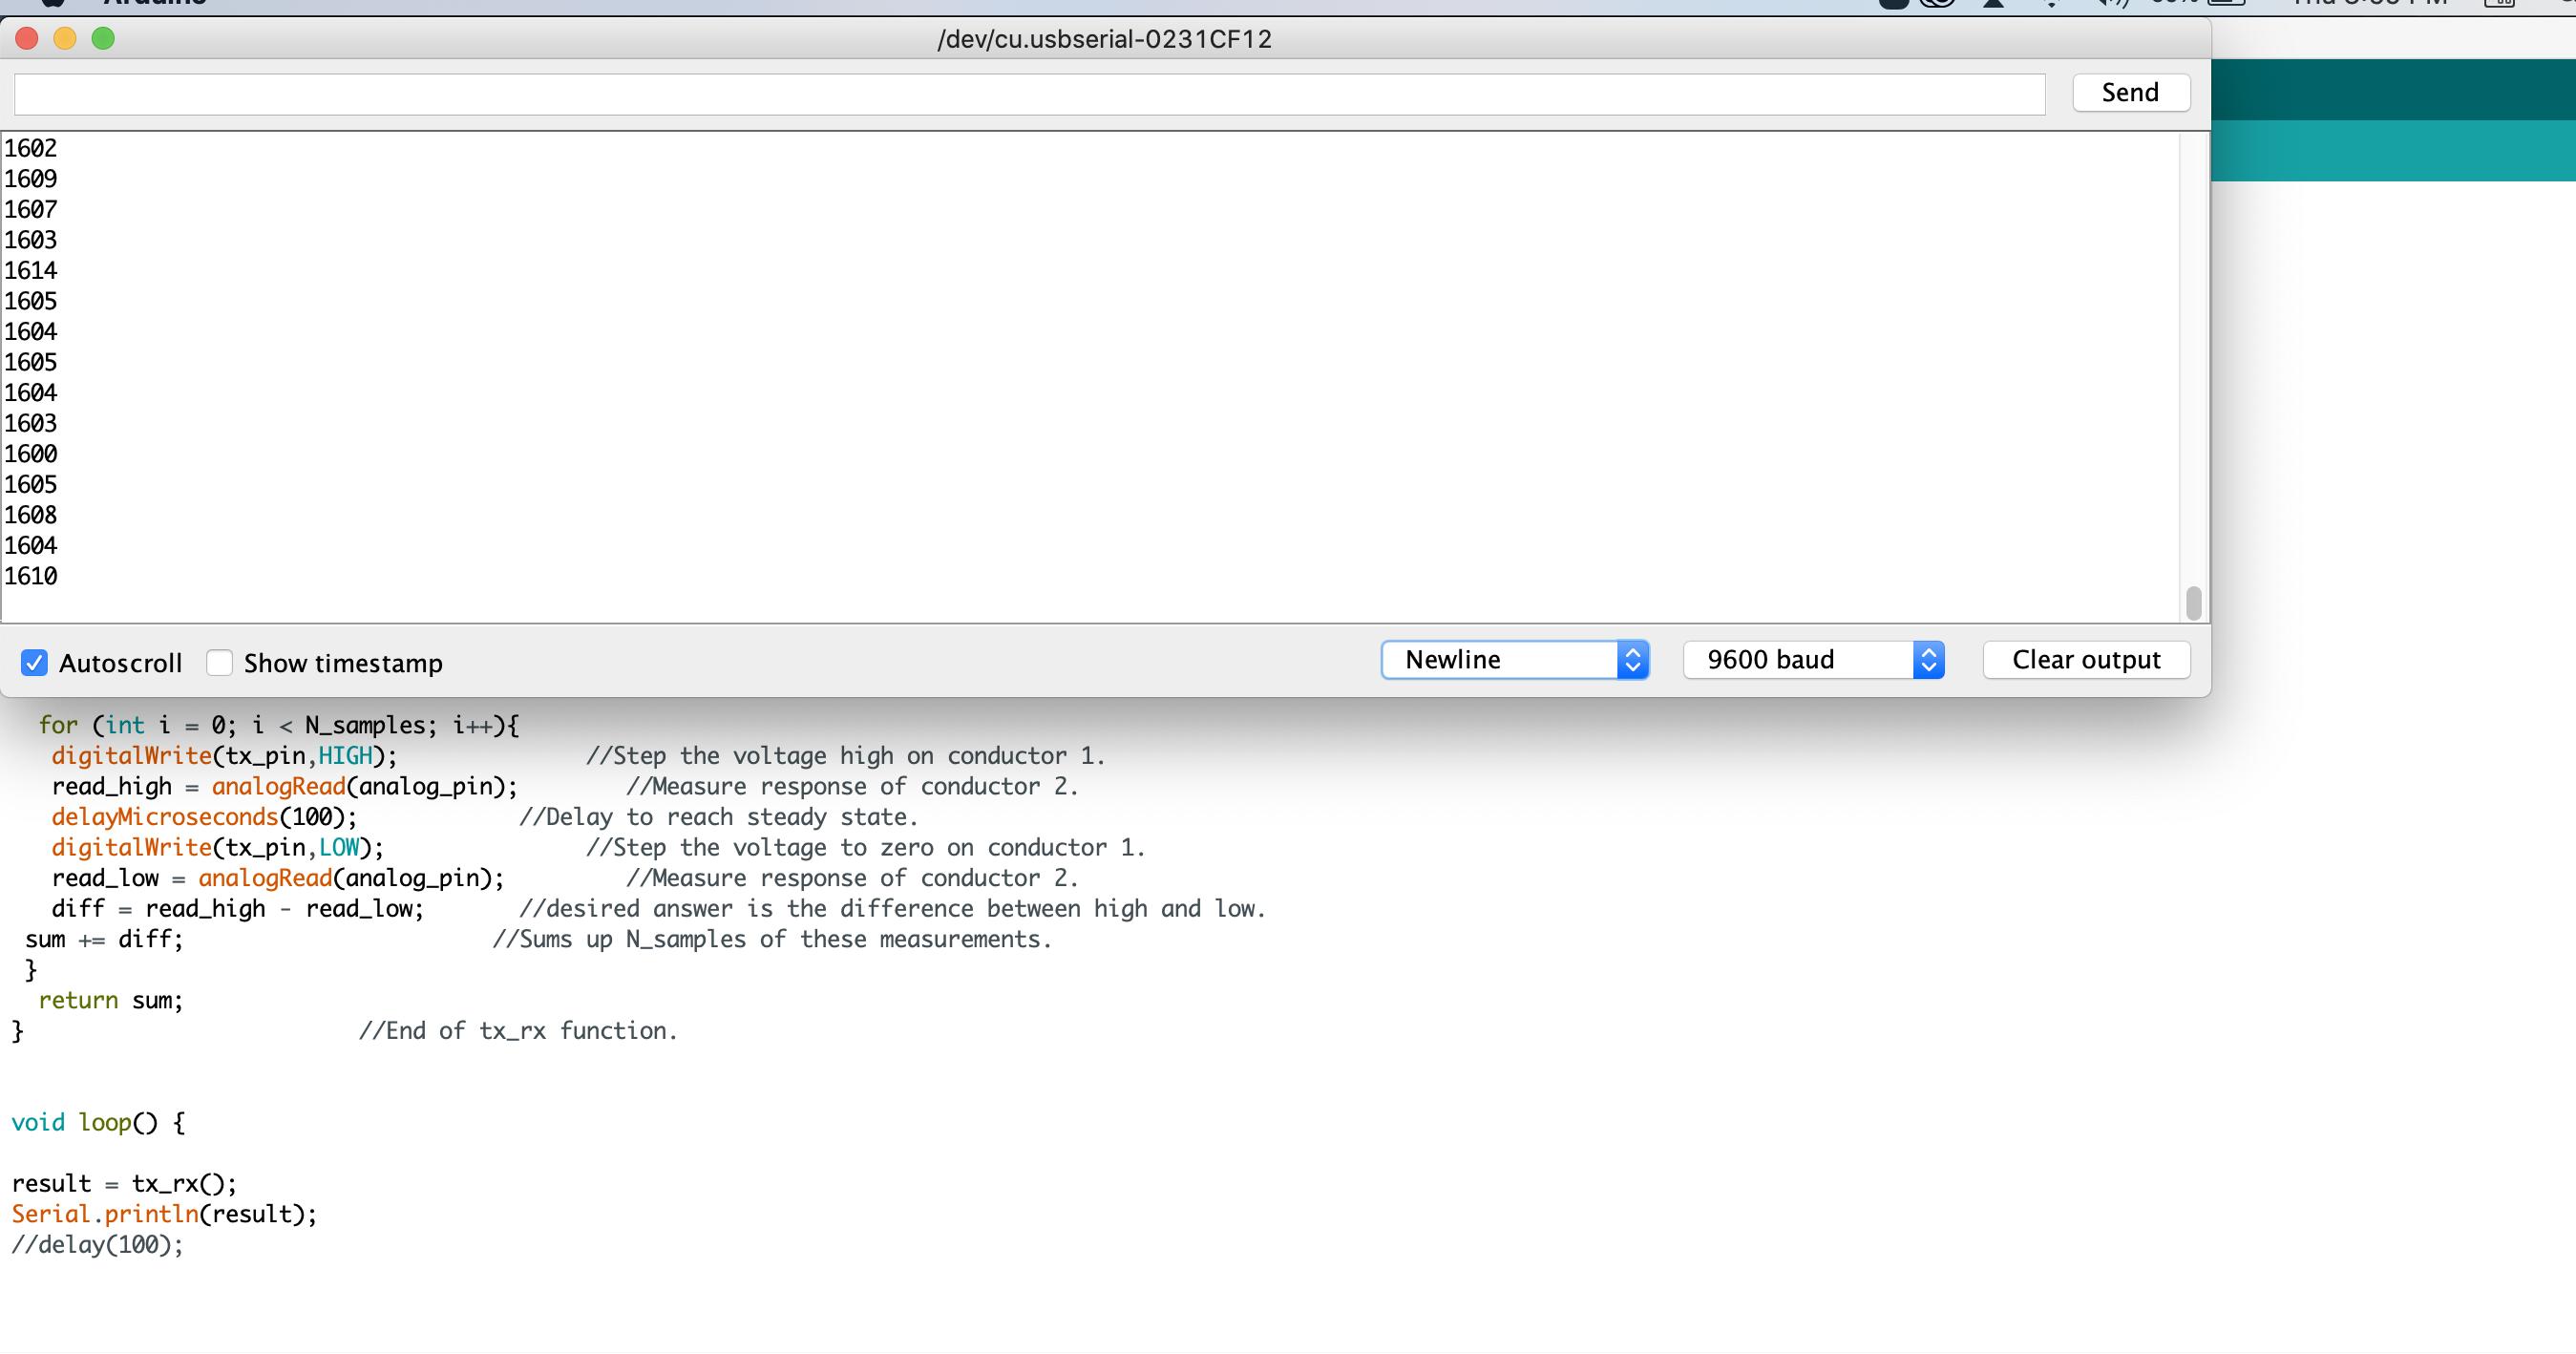 Arduino
/dev/cu.usbserial-0231CF12
Send
1602
1609
1607
1603
1614
1605
1604
1605
1604
1603
1600
1605
1608
1604
1610
Autoscroll Show timestamp Newline 9600 baud Clear output
for (int i = 0; i < N_samples; i++){
digitalWrite(tx_pin,HIGH); //Step the voltage high on conductor 1.
read_high = analogRead(analog_pin); //Measure response of conductor 2.
delayMicroseconds(100); //Delay to reach steady state.
digitalWrite(tx_pin,LOW); //Step the voltage to zero on conductor 1.
read_low = analogRead(analog_pin); //Measure response of conductor 2.
diff = read_high - read_low; //desired answer is the difference between high and low.
sum += diff; //Sums up N_samples of these measurements.
}
return sum;
} //End of tx_rx function.
void loop() {
result = tx_rx();
Serial.println(result);
//delay(100);